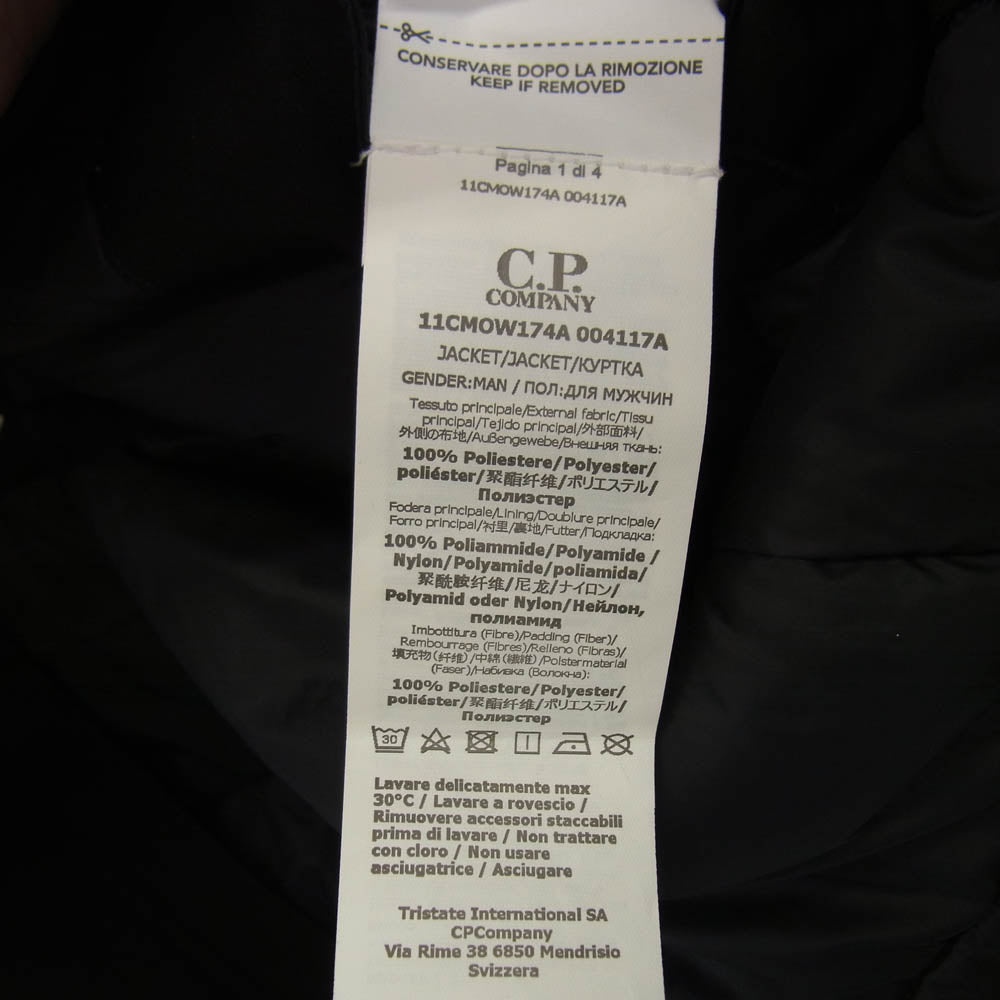 CONSERVARE DOPO LA RIMOZIONE
KEEP IF REMOVED
Pagina 1 di 4
11CMOW174A 004117A
C.P.
COMPANY
11CMOW174A 004117A
JACKET/JACKET/КУРТКА
GENDER:MAN / ПОЛ:ДЛЯ МУЖЧИН
Tessuto principale/External fabric/Tissu
principal/Tejido principal/外部面料/
外側の布地/Außengewebe/Внешняя ткань:
100% Poliestere/Polyester/
poliéster/聚酯纤维/ポリエステル/
Полиэстер
Fodera principale/Lining/Doublure principale/
Forro principal/衬里/裏地/Futter/Подкладка:
100% Poliammide/Polyamide /
Nylon/Polyamide/poliamida/
聚酰胺纤维/尼龙/ナイロン/
Polyamid oder Nylon/Нейлон,
полиамид
Imbottitura (Fibre)/Padding (Fiber)/
Rembourrage (Fibres)/Relleno (Fibras)/
填充物(纤维)/中綿(繊維)/Polstermaterial
(Faser)/Набивка (Волокна):
100% Poliestere/Polyester/
poliéster/聚酯纤维/ポリエステル/
Полиэстер
30
Lavare delicatamente max
30°C / Lavare a rovescio /
Rimuovere accessori staccabili
prima di lavare / Non trattare
con cloro / Non usare
asciugatrice / Asciugare
Tristate International SA
CPCompany
Via Rime 38 6850 Mendrisio
Svizzera